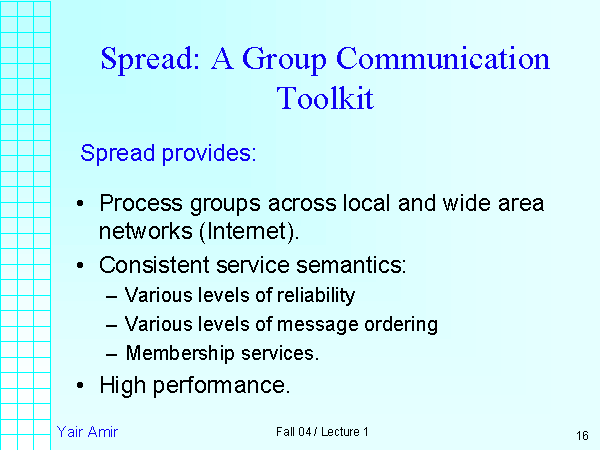 Spread: A Group Communication
Toolkit
Spread provides:
• Process groups across local and wide area
networks (Internet).
• Consistent service semantics:
– Various levels of reliability
– Various levels of message ordering
– Membership services.
• High performance.
Yair Amir
Fall 04 / Lecture 1
16